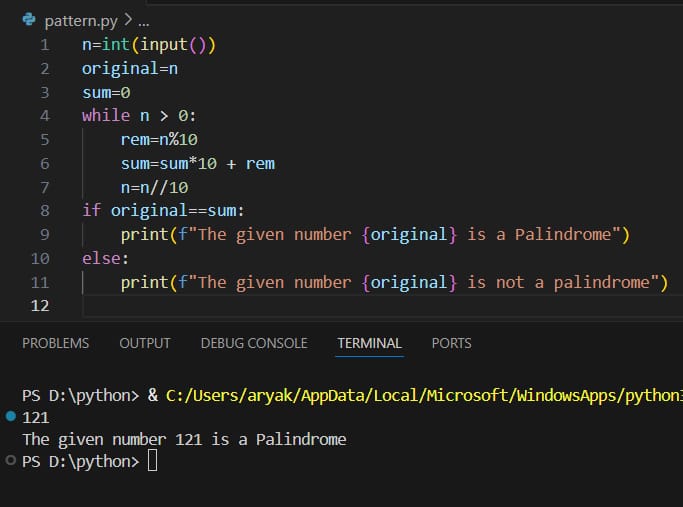 pattern.py > ...
1 n=int(input())
2 original=n
3 sum=0
4 while n > 0:
5     rem=n%10
6     sum=sum*10 + rem
7     n=n//10
8 if original==sum:
9     print(f"The given number {original} is a Palindrome")
10 else:
11     print(f"The given number {original} is not a palindrome")
12
PROBLEMS OUTPUT DEBUG CONSOLE TERMINAL PORTS
PS D:\python> & C:/Users/aryak/AppData/Local/Microsoft/WindowsApps/python3
121
The given number 121 is a Palindrome
PS D:\python>